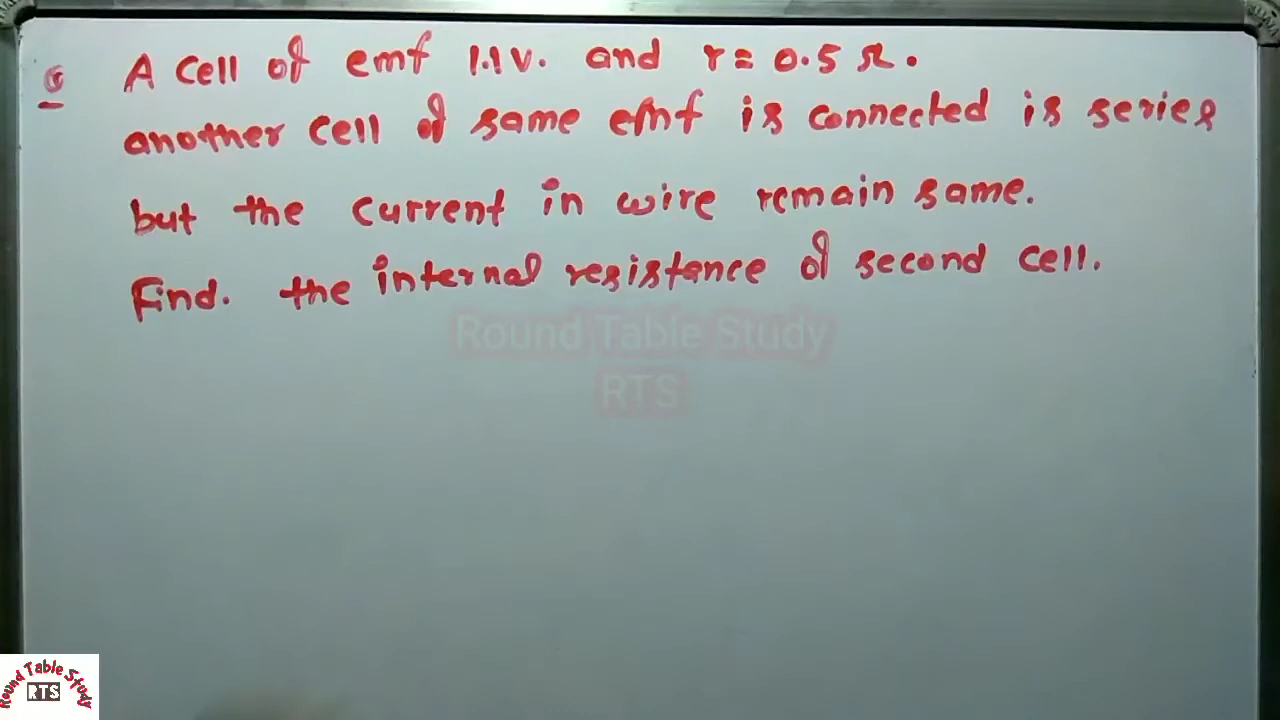 Q A cell of emf 1.1V. and r = 0.5 Ω.
another cell of same emf is connected is series
but the current in wire remain same.
Find. the internal resistance of second cell.
Round Table Study
RTS
Round Table Study
RTS